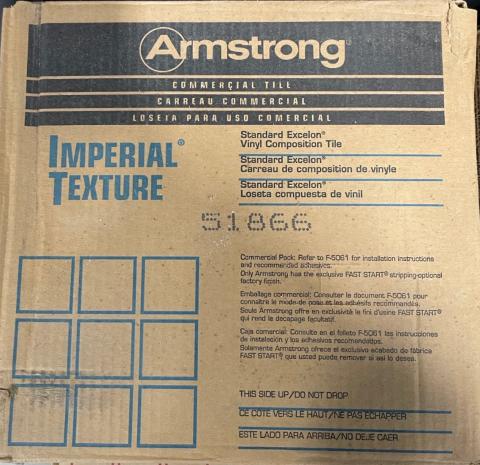 Armstrong®
COMMERCIAL TILE
CARREAU COMMERCIAL
LOSETA PARA USO COMERCIAL
IMPERIAL®
TEXTURE
Standard Excelon®
Vinyl Composition Tile
Standard Excelon®
Carreau de composition de vinyle
Standard Excelon®
Loseta compuesta de vinil
51866
Commercial Pack: Refer to F-5061 for installation instructions
and recommended adhesives.
Only Armstrong has the exclusive FAST START® stripping-optional
factory finish.
Emballage commercial: Consulter le document F-5061 pour
connaître le mode de pose et les adhésifs recommandés.
Seule Armstrong offre en exclusivité le fini d'usine FAST START®
qui rend le décapage facultatif.
Caja comercial: Consulte en el folleto F-5061 las instrucciones
de instalación y los adhesivos recomendados.
Solamente Armstrong ofrece el exclusivo acabado de fábrica
FAST START® que usted puede remover si así lo desea.
THIS SIDE UP/DO NOT DROP
CE CÔTÉ VERS LE HAUT/NE PAS ÉCHAPPER
ESTE LADO PARA ARRIBA/NO DEJE CAER